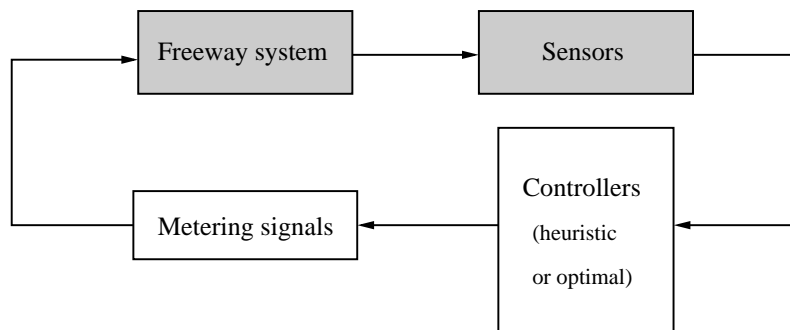 Freeway system
Sensors
Controllers
(heuristic
or optimal)
Metering signals